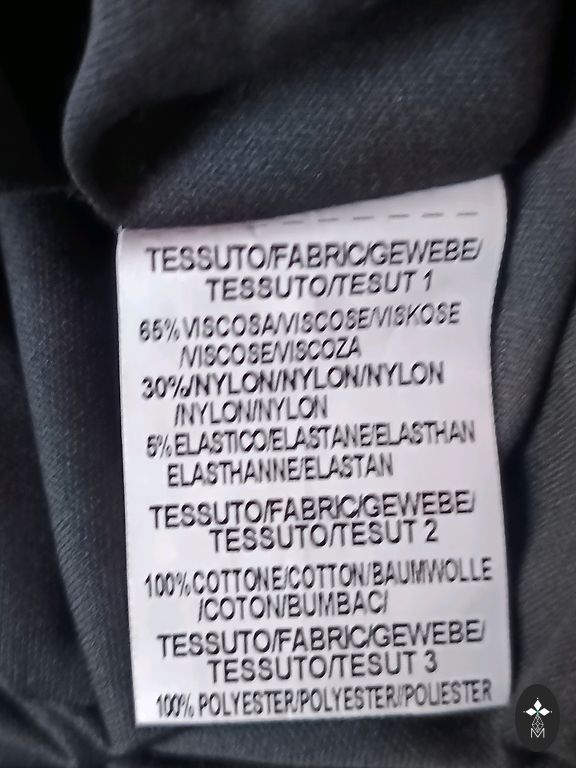 TESSUTO/FABRIC/GEWEBE/
TESSUTO/TESUT 1
65% VISCOSA/VISCOSE/VISKOSE
/VISCOSE/VISCOZA
30%/NYLON/NYLON/NYLON
/NYLON/NYLON
5% ELASTICO/ELASTANE/ELASTHAN
ELASTHANNE/ELASTAN
TESSUTO/FABRIC/GEWEBE/
TESSUTO/TESUT 2
100%COTTONE/COTTON/BAUMWOLLE
/COTON/BUMBAC/
TESSUTO/FABRIC/GEWEBE/
TESSUTO/TESUT 3
100% POLYESTER/POLYESTER//POLIESTER
M